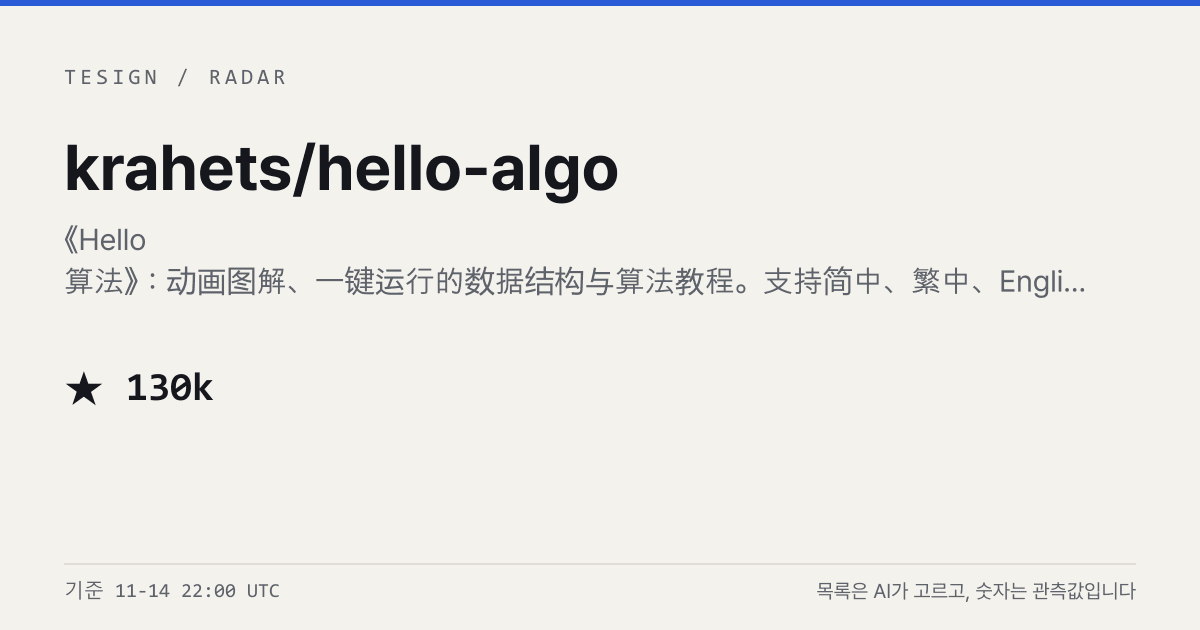 TESIGN / RADAR
krahets/hello-algo
《Hello
算法》：动画图解、一键运行的数据结构与算法教程。支持简中、繁中、Engli...
★ 130k
기준 11-14 22:00 UTC
목록은 AI가 고르고, 숫자는 관측값입니다